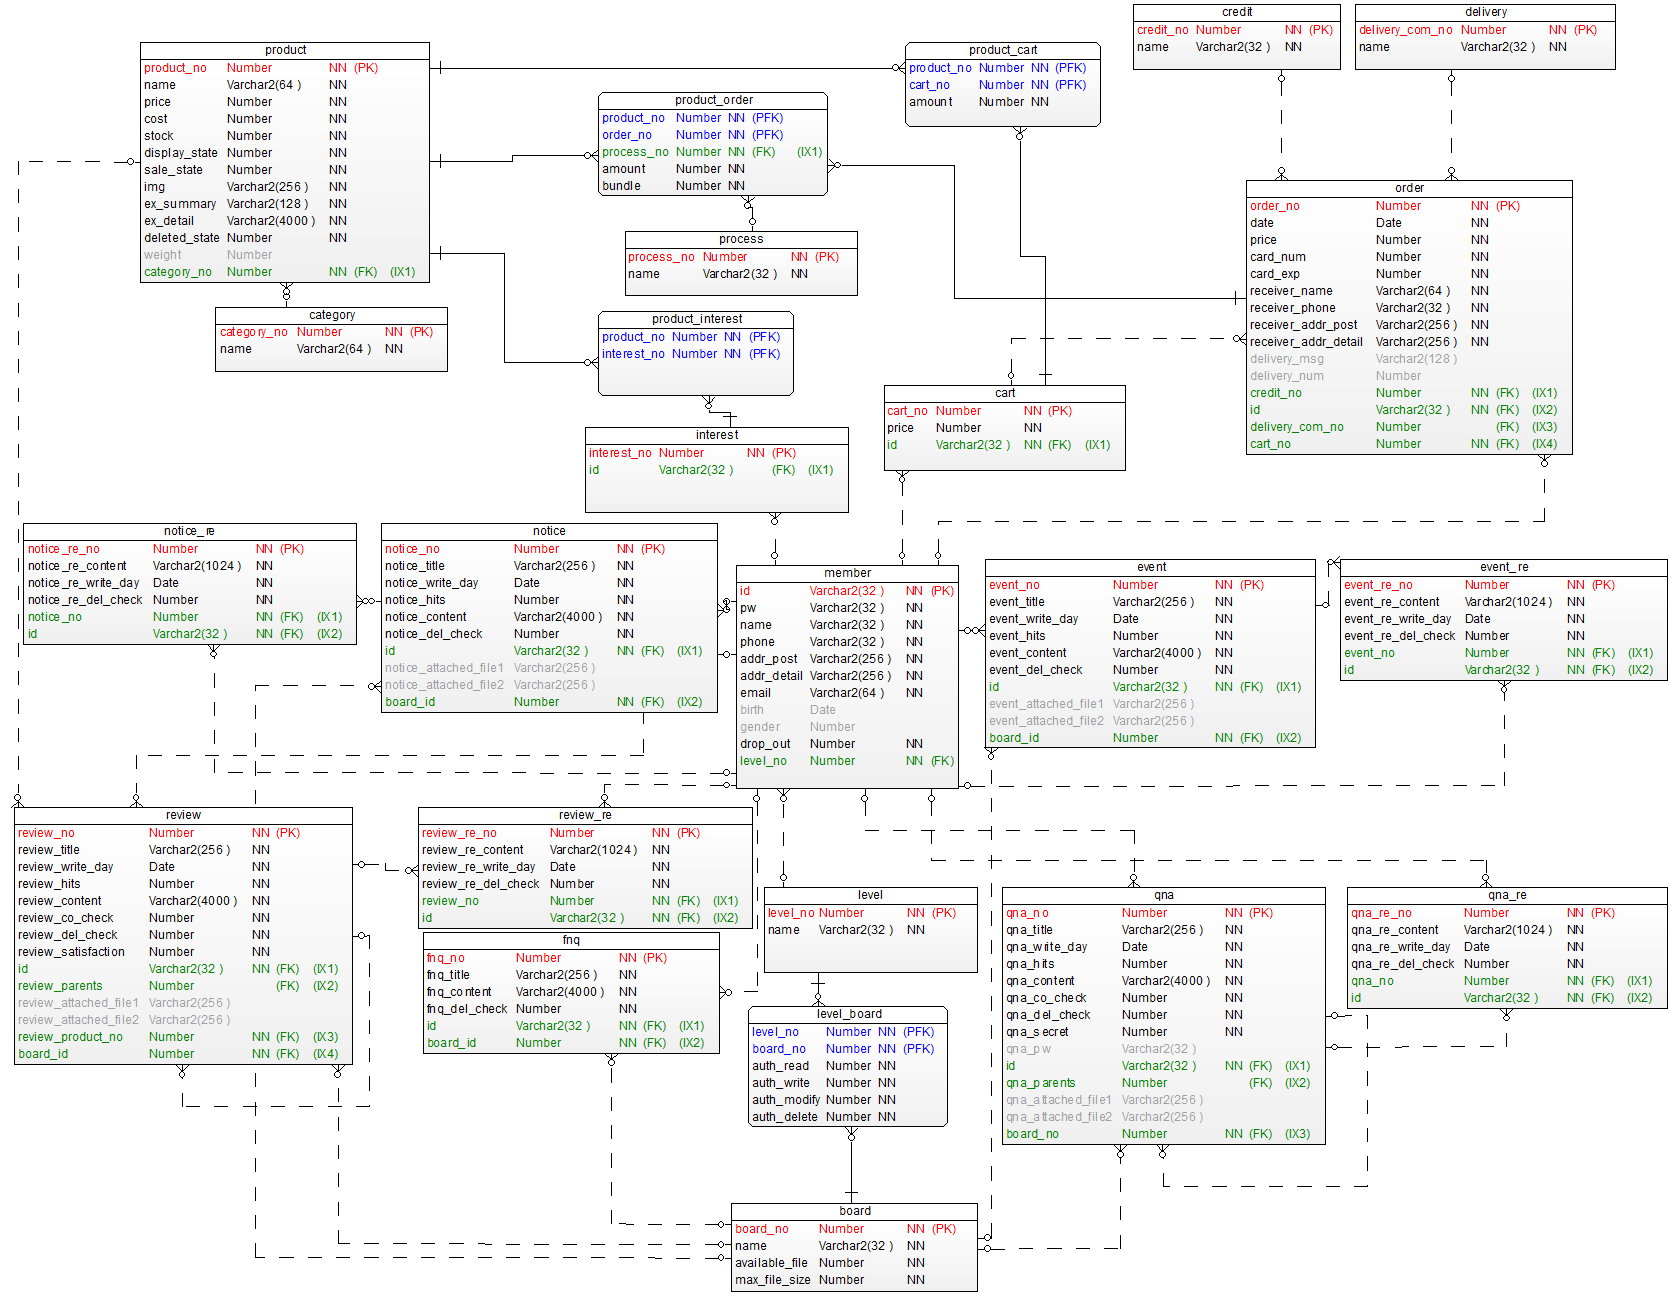 credit
credit_no Number NN (PK)
name Varchar2(32 ) NN
delivery
delivery_com_no Number NN (PK)
name Varchar2(32 ) NN
product
product_no Number NN (PK)
name Varchar2(64 ) NN
price Number NN
cost Number NN
stock Number NN
display_state Number NN
sale_state Number NN
img Varchar2(256 ) NN
ex_summary Varchar2(128 ) NN
ex_detail Varchar2(4000 ) NN
deleted_state Number NN
weight Number
category_no Number NN (FK) (IX1)
product_cart
product_no Number NN (PFK)
cart_no Number NN (PFK)
amount Number NN
product_order
product_no Number NN (PFK)
order_no Number NN (PFK)
process_no Number NN (FK) (IX1)
amount Number NN
bundle Number NN
order
order_no Number NN (PK)
date Date NN
price Number NN
card_num Number NN
card_exp Number NN
receiver_name Varchar2(64 ) NN
receiver_phone Varchar2(32 ) NN
receiver_addr_post Varchar2(256 ) NN
receiver_addr_detail Varchar2(256 ) NN
delivery_msg Varchar2(128 )
delivery_num Number
credit_no Number NN (FK) (IX1)
id Varchar2(32 ) NN (FK) (IX2)
delivery_com_no Number (FK) (IX3)
cart_no Number NN (FK) (IX4)
process
process_no Number NN (PK)
name Varchar2(32 ) NN
category
category_no Number NN (PK)
name Varchar2(64 ) NN
product_interest
product_no Number NN (PFK)
interest_no Number NN (PFK)
cart
cart_no Number NN (PK)
price Number NN
id Varchar2(32 ) NN (FK) (IX1)
interest
interest_no Number NN (PK)
id Varchar2(32 ) (FK) (IX1)
notice_re
notice_re_no Number NN (PK)
notice_re_content Varchar2(1024 ) NN
notice_re_write_day Date NN
notice_re_del_check Number NN
notice_no Number NN (FK) (IX1)
id Varchar2(32 ) NN (FK) (IX2)
notice
notice_no Number NN (PK)
notice_title Varchar2(256 ) NN
notice_write_day Date NN
notice_hits Number NN
notice_content Varchar2(4000 ) NN
notice_del_check Number NN
id Varchar2(32 ) NN (FK) (IX1)
notice_attached_file1 Varchar2(256 )
notice_attached_file2 Varchar2(256 )
board_id Number NN (FK) (IX2)
member
id Varchar2(32 ) NN (PK)
pw Varchar2(32 ) NN
name Varchar2(32 ) NN
phone Varchar2(32 ) NN
addr_post Varchar2(256 ) NN
addr_detail Varchar2(256 ) NN
email Varchar2(64 ) NN
birth Date
gender Number
drop_out Number NN
level_no Number NN (FK)
event
event_no Number NN (PK)
event_title Varchar2(256 ) NN
event_write_day Date NN
event_hits Number NN
event_content Varchar2(4000 ) NN
event_del_check Number NN
id Varchar2(32 ) NN (FK) (IX1)
event_attached_file1 Varchar2(256 )
event_attached_file2 Varchar2(256 )
board_id Number NN (FK) (IX2)
event_re
event_re_no Number NN (PK)
event_re_content Varchar2(1024 ) NN
event_re_write_day Date NN
event_re_del_check Number NN
event_no Number NN (FK) (IX1)
id Varchar2(32 ) NN (FK) (IX2)
review
review_no Number NN (PK)
review_title Varchar2(256 ) NN
review_write_day Date NN
review_hits Number NN
review_content Varchar2(4000 ) NN
review_co_check Number NN
review_del_check Number NN
review_satisfaction Number NN
id Varchar2(32 ) NN (FK) (IX1)
review_parents Number (FK) (IX2)
review_attached_file1 Varchar2(256 )
review_attached_file2 Varchar2(256 )
review_product_no Number NN (FK) (IX3)
board_id Number NN (FK) (IX4)
review_re
review_re_no Number NN (PK)
review_re_content Varchar2(1024 ) NN
review_re_write_day Date NN
review_re_del_check Number NN
review_no Number NN (FK) (IX1)
id Varchar2(32 ) NN (FK) (IX2)
fnq
fnq_no Number NN (PK)
fnq_title Varchar2(256 ) NN
fnq_content Varchar2(4000 ) NN
fnq_del_check Number NN
id Varchar2(32 ) NN (FK) (IX1)
board_id Number NN (FK) (IX2)
level
level_no Number NN (PK)
name Varchar2(32 ) NN
level_board
level_no Number NN (PFK)
board_no Number NN (PFK)
auth_read Number NN
auth_write Number NN
auth_modify Number NN
auth_delete Number NN
qna
qna_no Number NN (PK)
qna_title Varchar2(256 ) NN
qna_write_day Date NN
qna_hits Number NN
qna_content Varchar2(4000 ) NN
qna_co_check Number NN
qna_del_check Number NN
qna_secret Number NN
qna_pw Varchar2(32 )
id Varchar2(32 ) NN (FK) (IX1)
qna_parents Number (FK) (IX2)
qna_attached_file1 Varchar2(256 )
qna_attached_file2 Varchar2(256 )
board_no Number NN (FK) (IX3)
qna_re
qna_re_no Number NN (PK)
qna_re_content Varchar2(1024 ) NN
qna_re_write_day Date NN
qna_re_del_check Number NN
qna_no Number NN (FK) (IX1)
id Varchar2(32 ) NN (FK) (IX2)
board
board_no Number NN (PK)
name Varchar2(32 ) NN
available_file Number NN
max_file_size Number NN